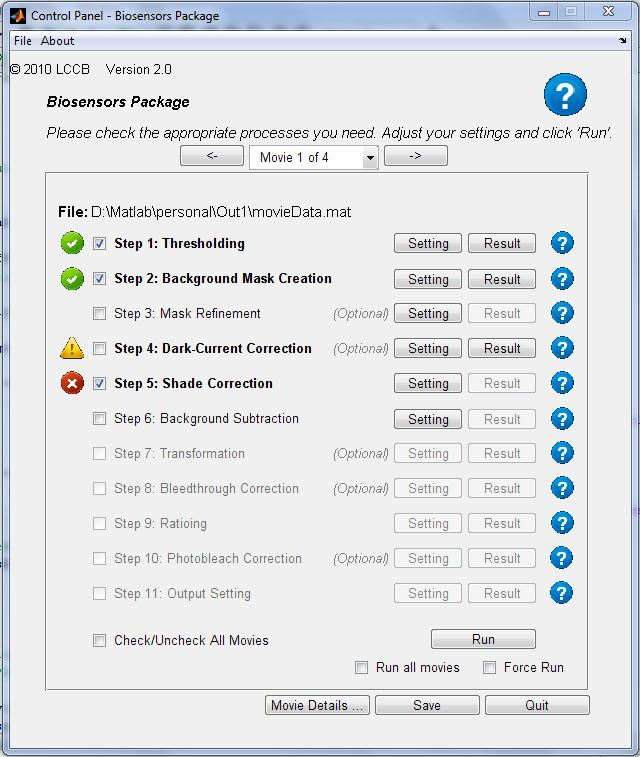 Control Panel - Biosensors Package
File About
© 2010 LCCB Version 2.0
Biosensors Package
Please check the appropriate processes you need. Adjust your settings and click 'Run'.
<- Movie 1 of 4 ->
File: D:\Matlab\personal\Out1\movieData.mat
Step 1: Thresholding Setting Result ?
Step 2: Background Mask Creation Setting Result ?
Step 3: Mask Refinement (Optional) Setting Result ?
Step 4: Dark-Current Correction (Optional) Setting Result ?
Step 5: Shade Correction Setting Result ?
Step 6: Background Subtraction Setting Result ?
Step 7: Transformation (Optional) Setting Result ?
Step 8: Bleedthrough Correction (Optional) Setting Result ?
Step 9: Ratioing Setting Result ?
Step 10: Photobleach Correction (Optional) Setting Result ?
Step 11: Output Setting Setting Result ?
Check/Uncheck All Movies Run
Run all movies Force Run
Movie Details ... Save Quit